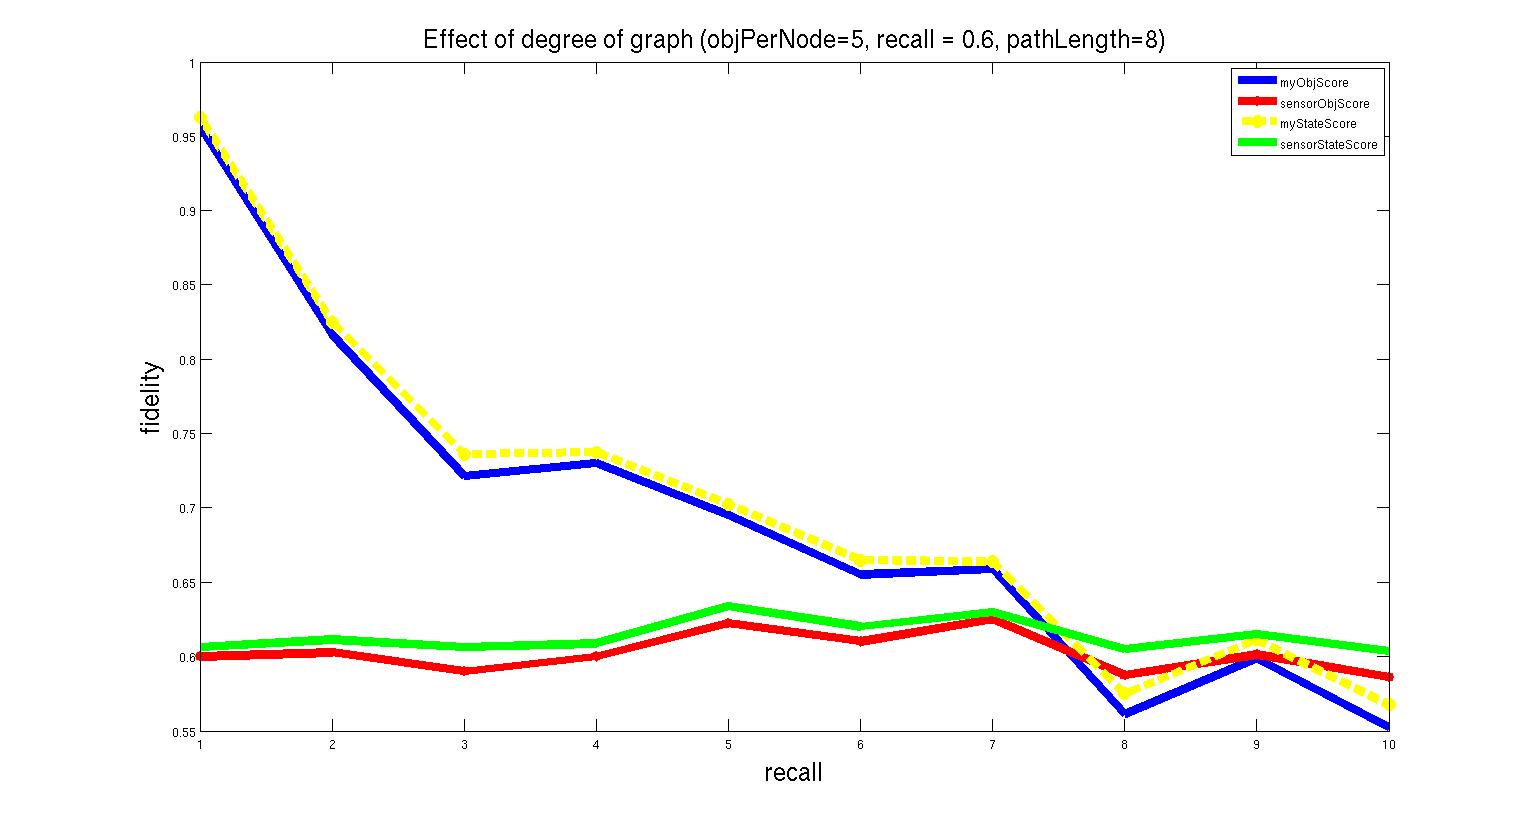 Effect of degree of graph (objPerNode=5, recall = 0.6, pathLength=8)
myObjScore
sensorObjScore
myStateScore
sensorStateScore
1
0.95
0.9
0.85
0.8
0.75
0.7
0.65
0.6
0.55
fidelity
1 2 3 4 5 6 7 8 9 10
recall